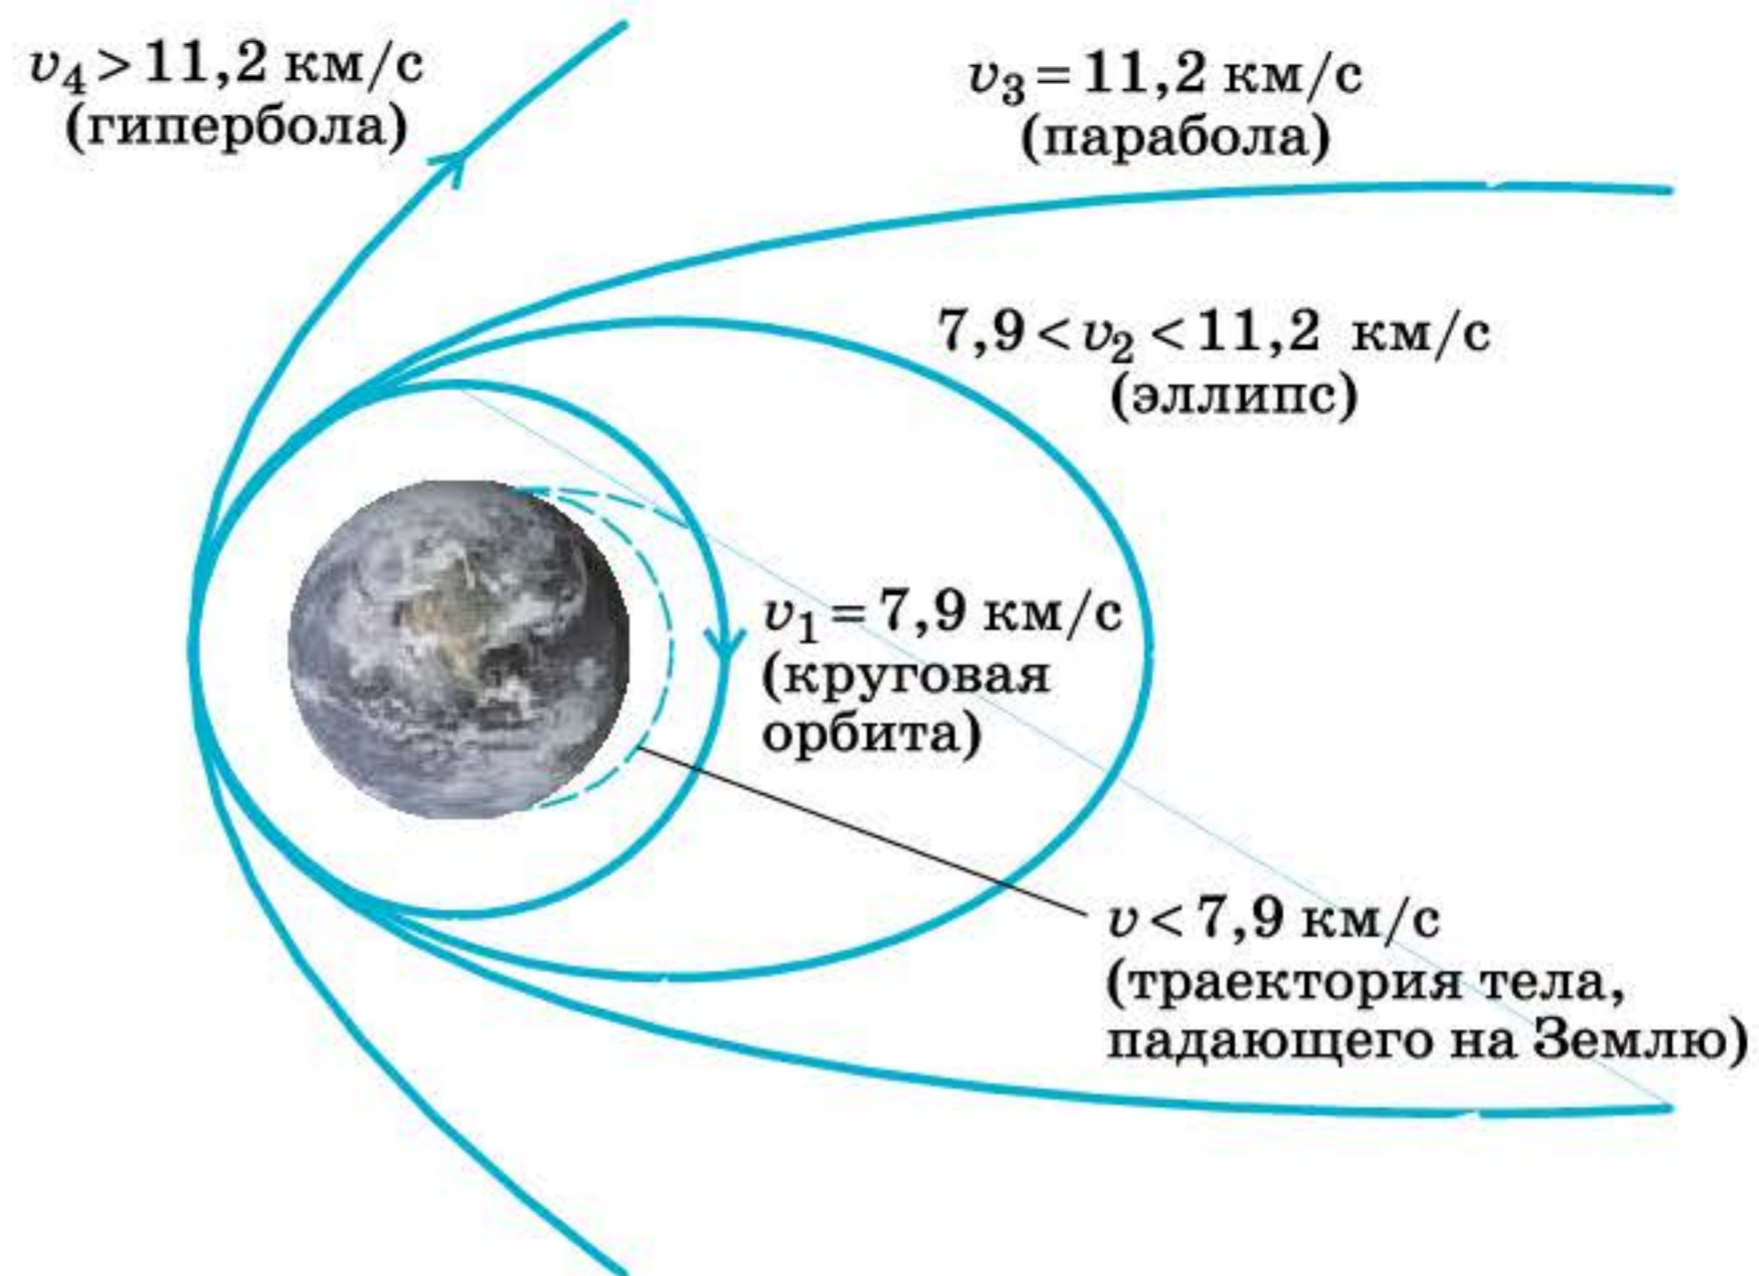 v₄ > 11,2 км/с
(гипербола)
v₃ = 11,2 км/с
(парабола)
7,9 < v₂ < 11,2 км/с
(эллипс)
v₁ = 7,9 км/с
(круговая
орбита)
v < 7,9 км/с
(траектория тела,
падающего на Землю)